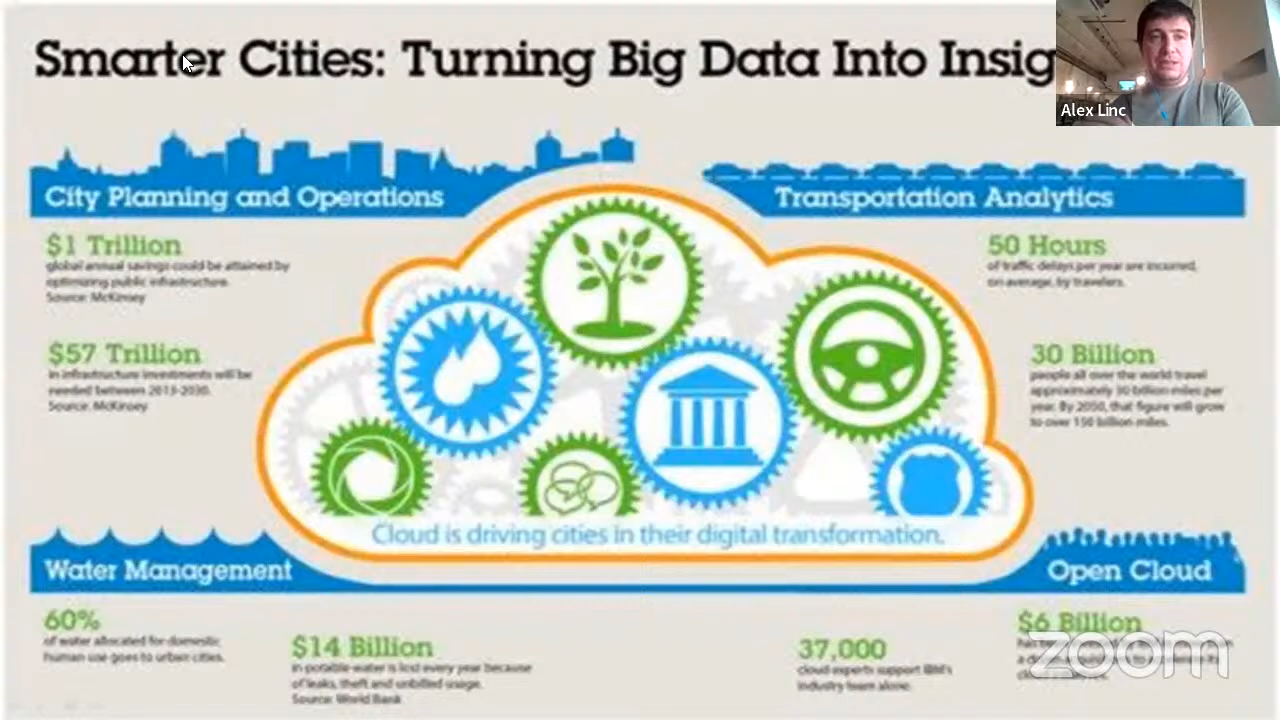 Smarter Cities: Turning Big Data Into Insig
Alex Linc
City Planning and Operations
Transportation Analytics
$1 Trillion
global annual savings could be attained by
optimizing public infrastructure.
Source: McKinsey
50 Hours
of traffic delays per year are incurred,
on average, by travelers.
$57 Trillion
in infrastructure investments will be
needed between 2013-2030.
Source: McKinsey
30 Billion
people all over the world travel
approximately 30 billion miles per
year. By 2050, that figure will grow
to over 150 billion miles.
Cloud is driving cities in their digital transformation.
Water Management
Open Cloud
60%
of water allocated for domestic
human use goes to urban cities.
$14 Billion
in potable water is lost every year because
of leaks, theft and unbilled usage.
Source: World Bank
37,000
cloud experts support IBM's
industry team alone.
$6 Billion
zoom